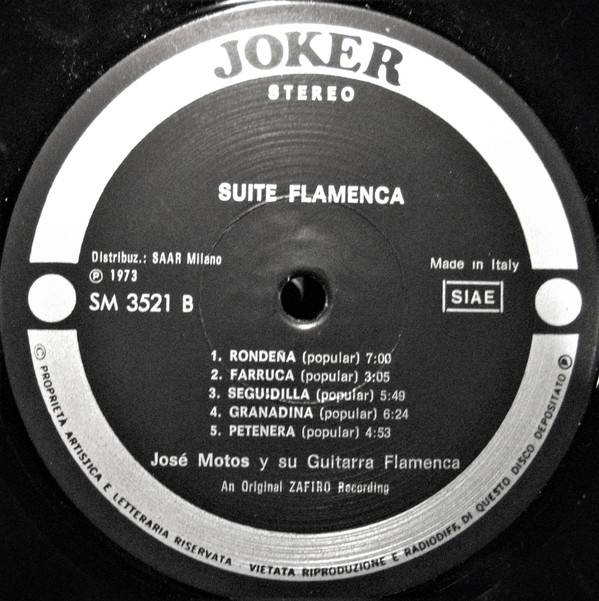 JOKER
STEREO
SUITE FLAMENCA
Distribuz.: SAAR Milano
Ⓟ 1973
SM 3521 B
Made in Italy
SIAE
1. RONDEÑA (popular) 7:00
2. FARRUCA (popular) 3:05
3. SEGUIDILLA (popular) 5:49
4. GRANADINA (popular) 6:24
5. PETENERA (popular) 4:53
José Motos y su Guitarra Flamenca
An Original ZAFIRO Recording
© PROPRIETÀ ARTISTICA E LETTERARIA RISERVATA - VIETATA RIPRODUZIONE E RADIODIFF. DI QUESTO DISCO DEPOSITATO Ⓟ